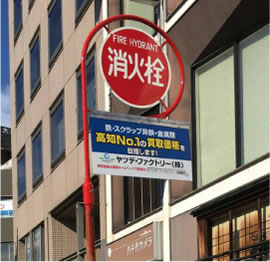 FIRE HYDRANT
消火栓
鉄・スクラップ非鉄・金属類
高知No.1の買取価格を
目指します!
ヤツデ・ファクトリー(株)